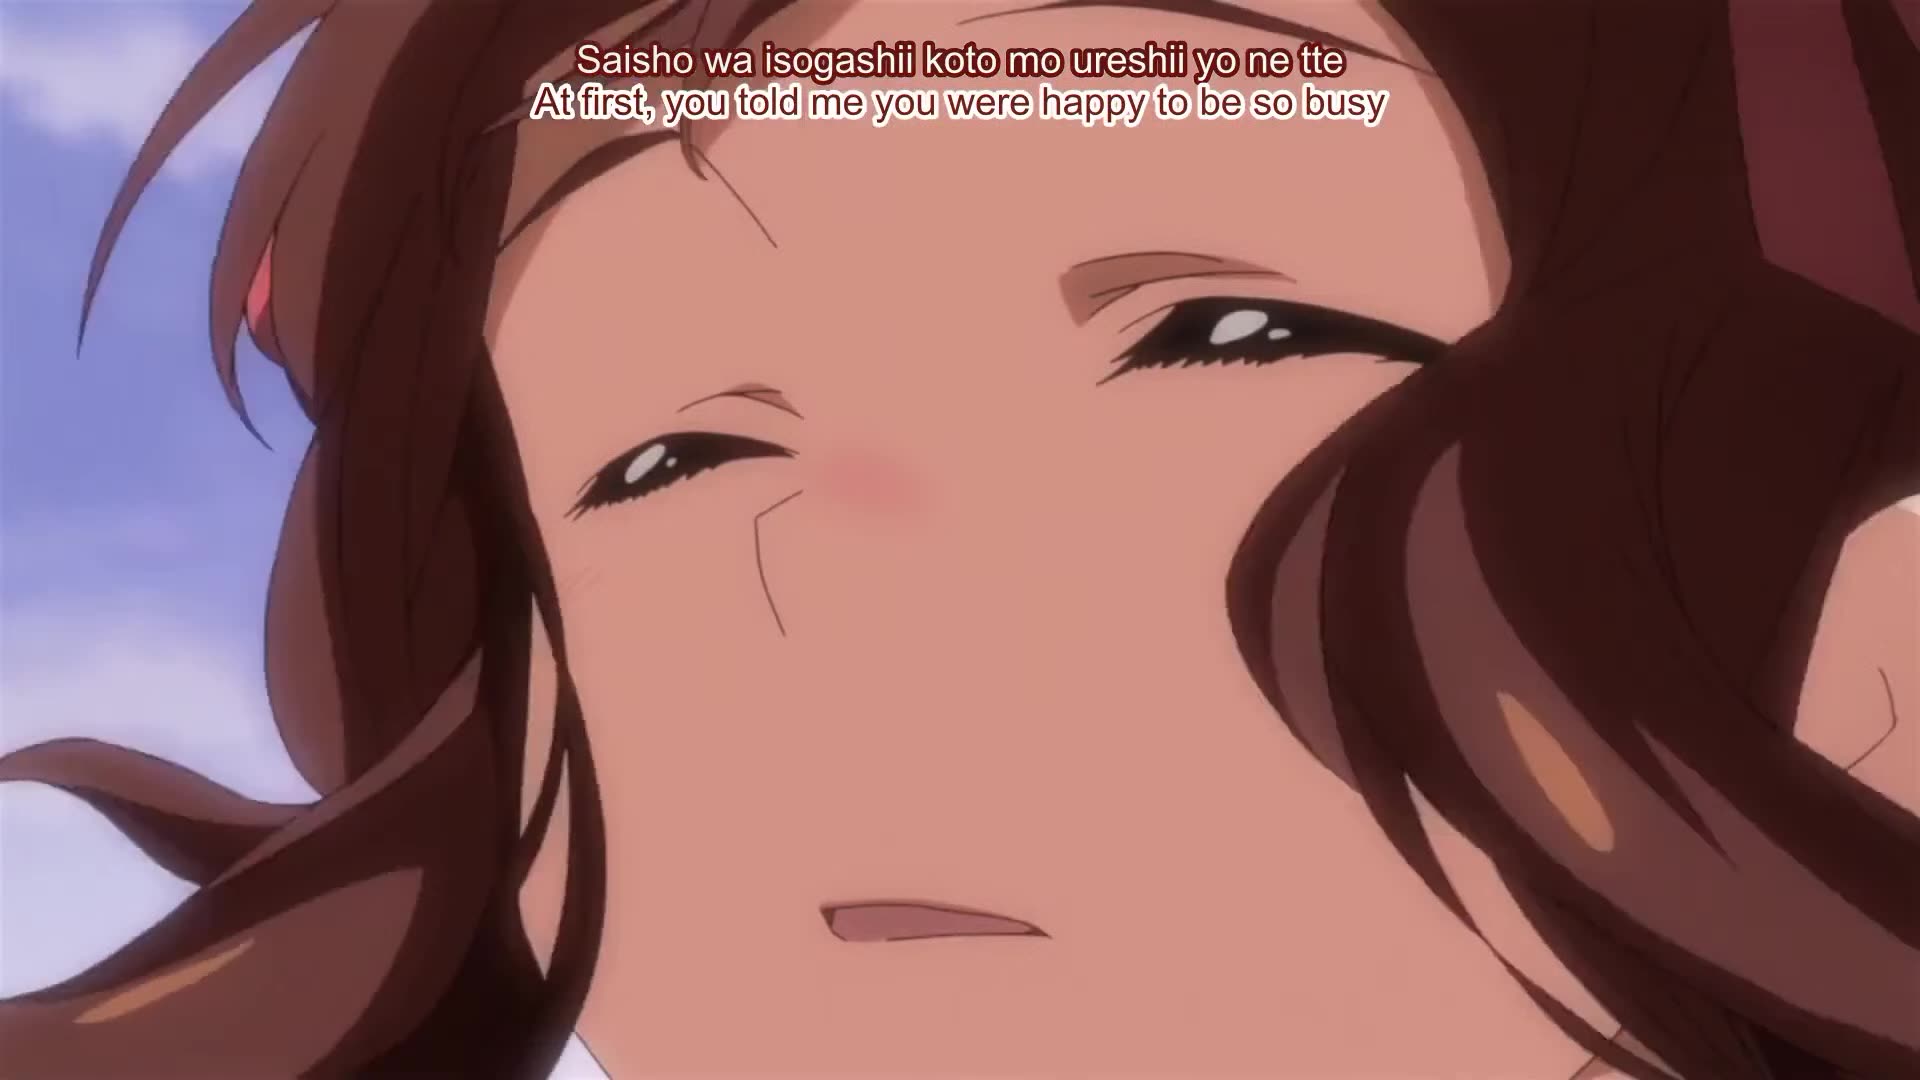 Saisho wa isogashii koto mo ureshii yo ne tte
At first, you told me you were happy to be so busy